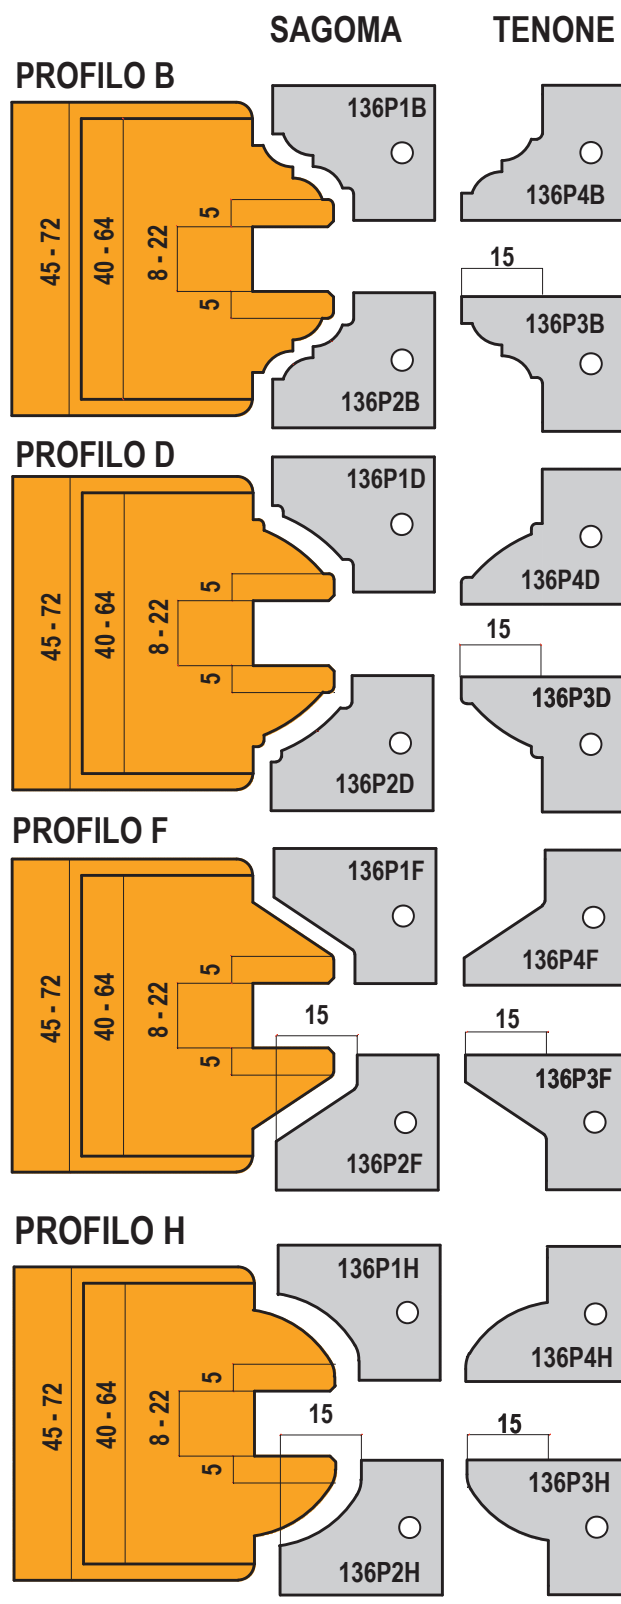 SAGOMA TENONE
PROFILO B
136P1B
136P4B
45 - 72
40 - 64
8 - 22
5
5
15
136P3B
136P2B
PROFILO D
136P1D
136P4D
45 - 72
40 - 64
8 - 22
5
5
15
136P3D
136P2D
PROFILO F
136P1F
136P4F
45 - 72
40 - 64
8 - 22
5
5
15
15
136P3F
136P2F
PROFILO H
136P1H
136P4H
45 - 72
40 - 64
8 - 22
5
5
15
15
136P3H
136P2H